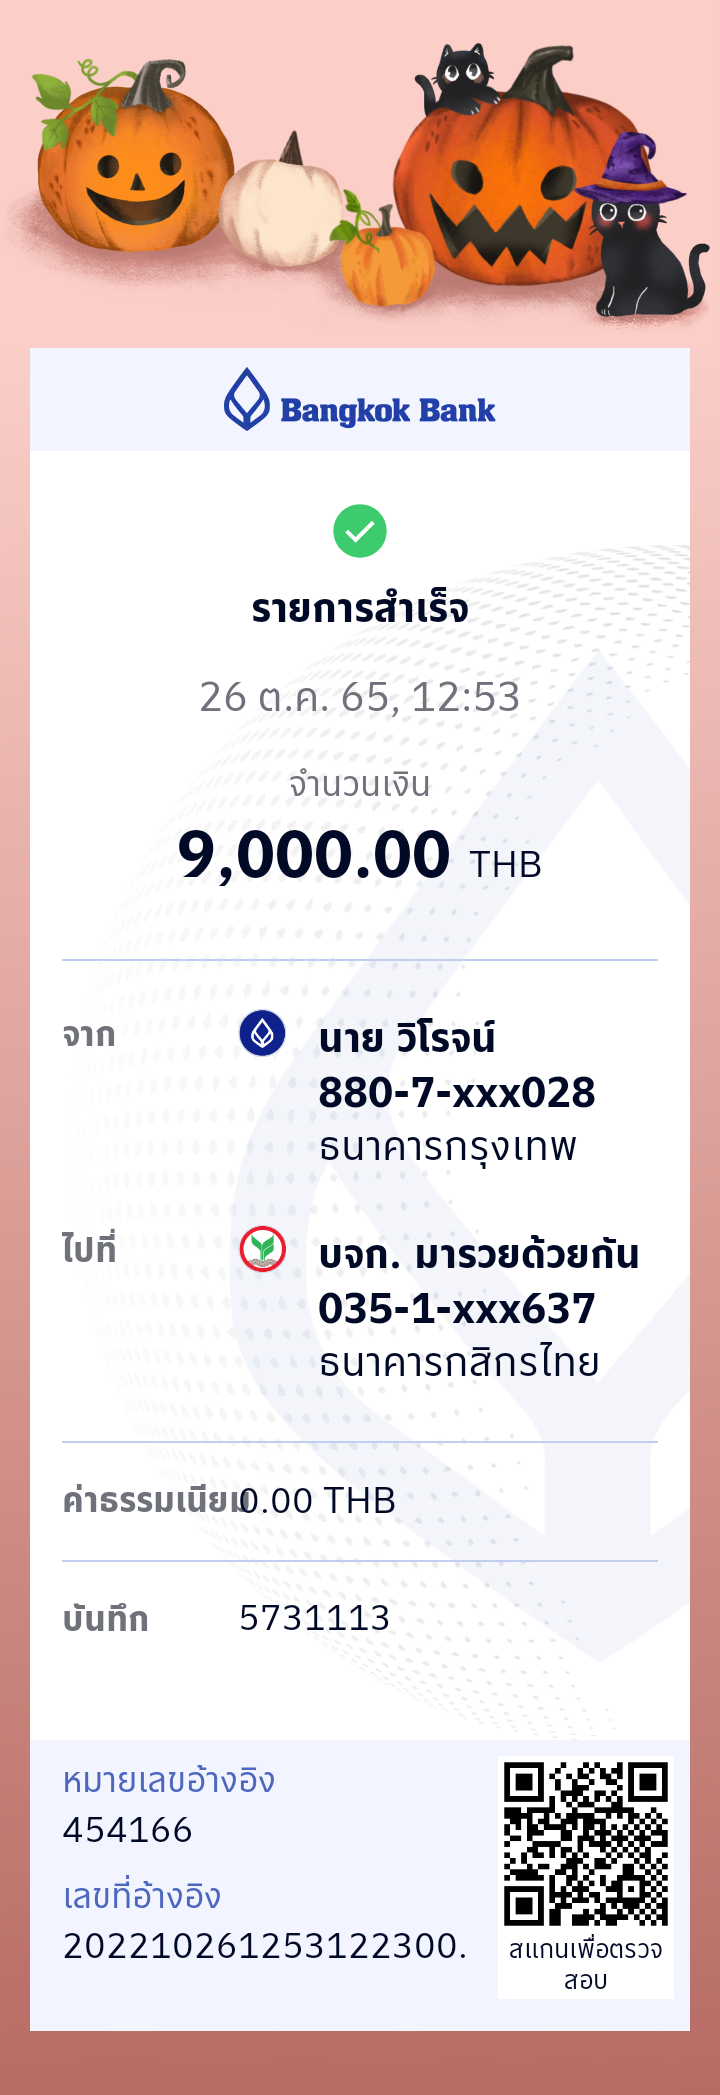 Bangkok Bank
รายการสำเร็จ
26 ต.ค. 65, 12:53
จำนวนเงิน
9,000.00 THB
จาก
นาย วิโรจน์
880-7-xxx028
ธนาคารกรุงเทพ
ไปที่
บจก. มารวยด้วยกัน
035-1-xxx637
ธนาคารกสิกรไทย
ค่าธรรมเนียม 0.00 THB
บันทึก 5731113
หมายเลขอ้างอิง
454166
เลขที่อ้างอิง
202210261253122300.
สแกนเพื่อตรวจ
สอบ